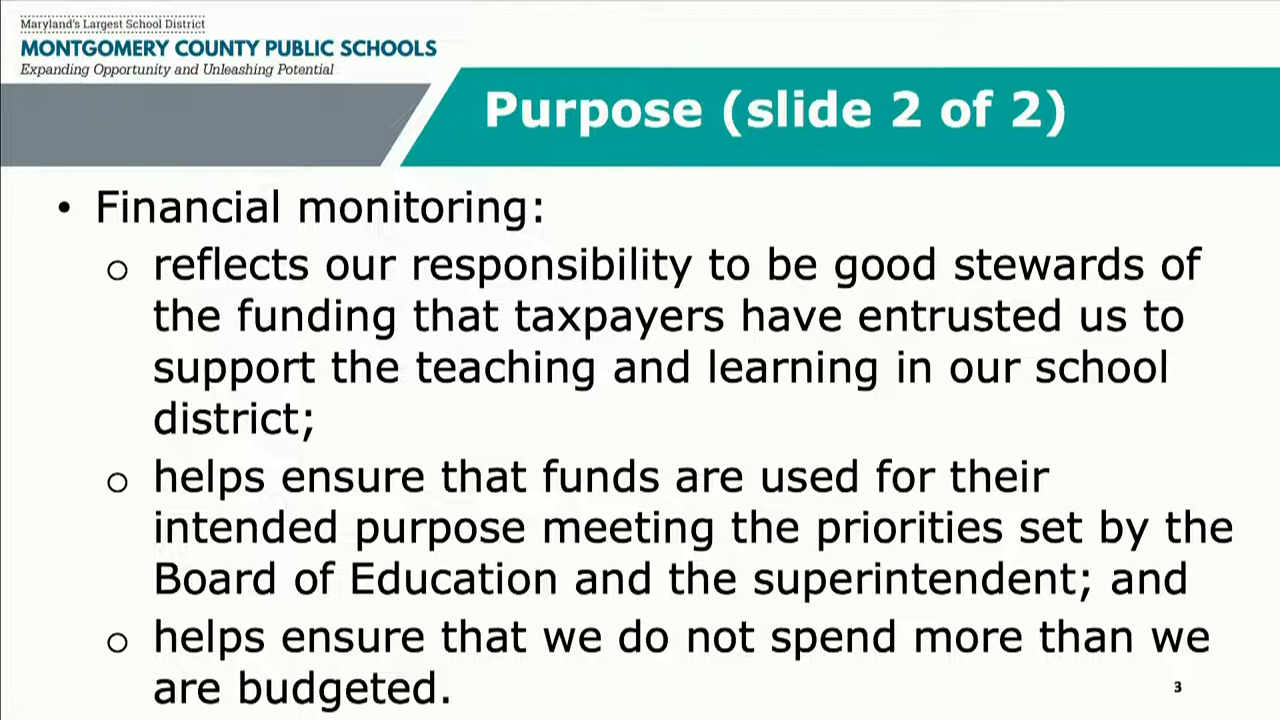 Maryland's Largest School District
MONTGOMERY COUNTY PUBLIC SCHOOLS
Expanding Opportunity and Unleashing Potential
Purpose (slide 2 of 2)
• Financial monitoring:
o reflects our responsibility to be good stewards of
the funding that taxpayers have entrusted us to
support the teaching and learning in our school
district;
o helps ensure that funds are used for their
intended purpose meeting the priorities set by the
Board of Education and the superintendent; and
o helps ensure that we do not spend more than we
are budgeted.
3